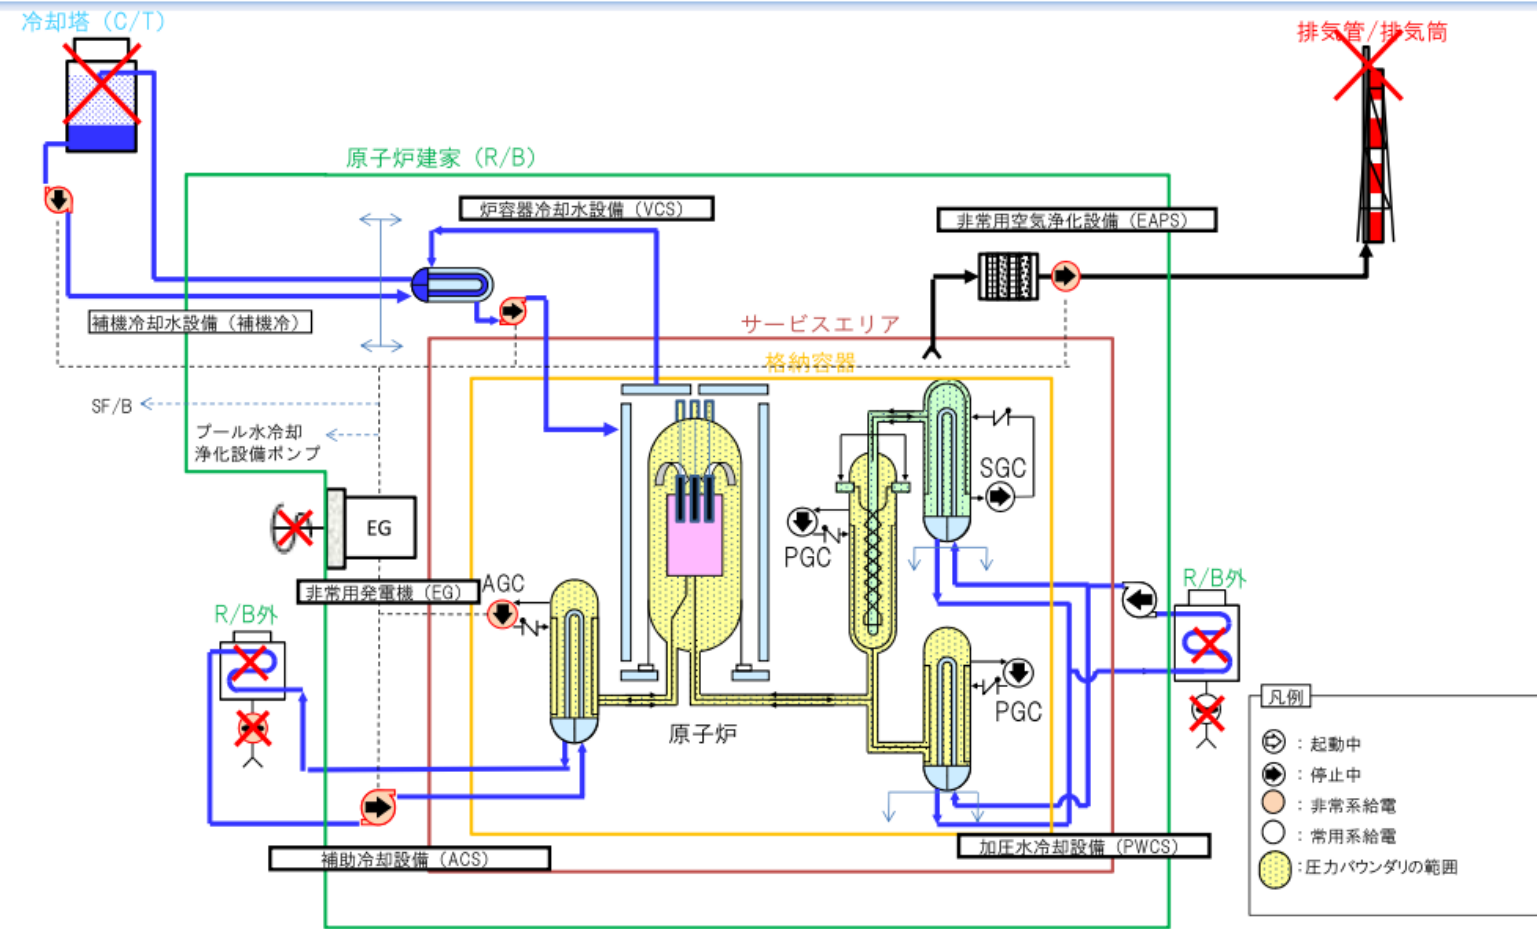 冷却塔 (C/T)
排気管/排気筒
原子炉建家 (R/B)
炉容器冷却水設備 (VCS)
非常用空気浄化設備 (EAPS)
補機冷却水設備 (補機冷)
サービスエリア
格納容器
SF/B
プール水冷却
浄化設備ポンプ
SGC
PGC
EG
非常用発電機 (EG)
AGC
R/B外
R/B外
PGC
原子炉
凡例
: 起動中
: 停止中
: 非常系給電
: 常用系給電
:圧力バウンダリの範囲
補助冷却設備 (ACS)
加圧水冷却設備 (PWCS)